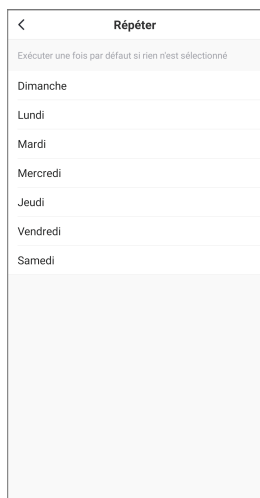 Répéter
Exécuter une fois par défaut si rien n'est sélectionné
Dimanche
Lundi
Mardi
Mercredi
Jeudi
Vendredi
Samedi